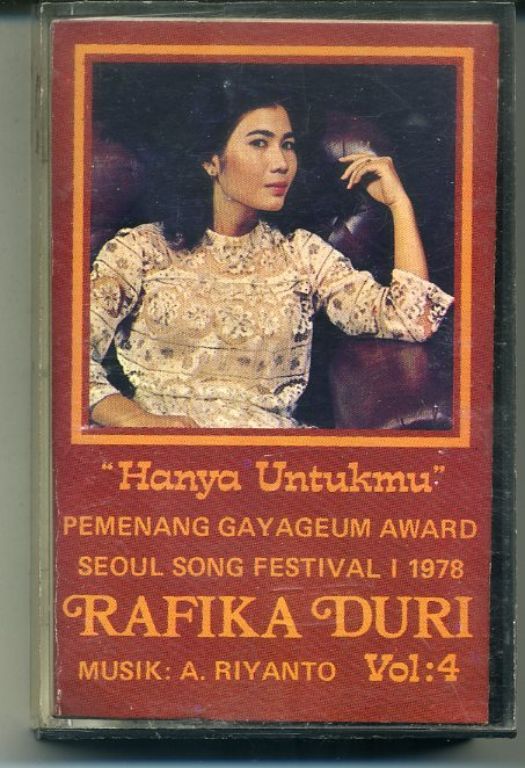 "Hanya Untukmu"
PEMENANG GAYAGEUM AWARD
SEOUL SONG FESTIVAL I 1978
RAFIKA DURI
MUSIK: A. RIYANTO Vol:4